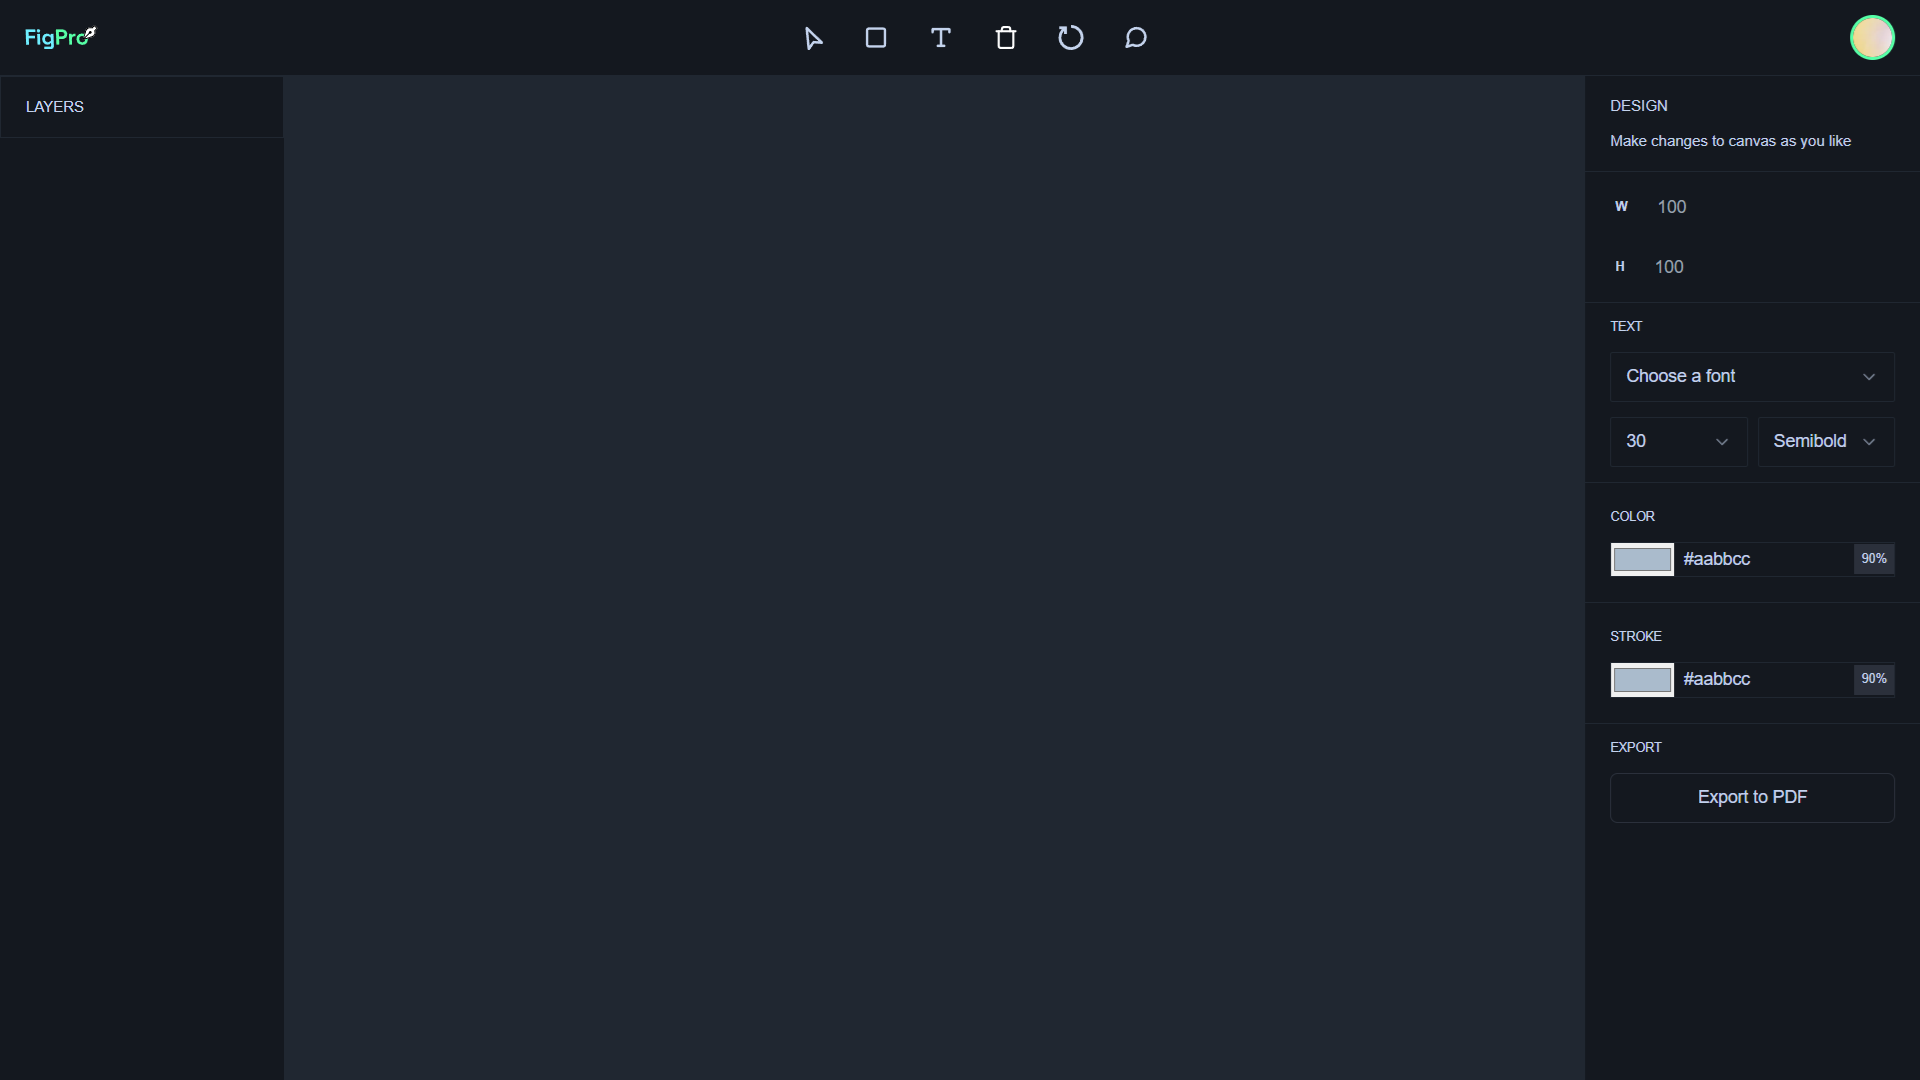 FigPro
LAYERS
DESIGN
Make changes to canvas as you like
W 100
H 100
TEXT
Choose a font
30 Semibold
COLOR
#aabbcc 90%
STROKE
#aabbcc 90%
EXPORT
Export to PDF